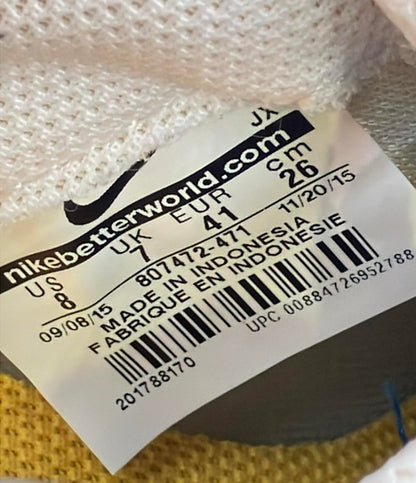 JX
nikebetterworld.com
US UK EUR cm
8 7 41 26
807472-471
09/08/15 11/20/15
MADE IN INDONESIA
FABRIQUE EN INDONÉSIE
201788170 UPC 00884726952788